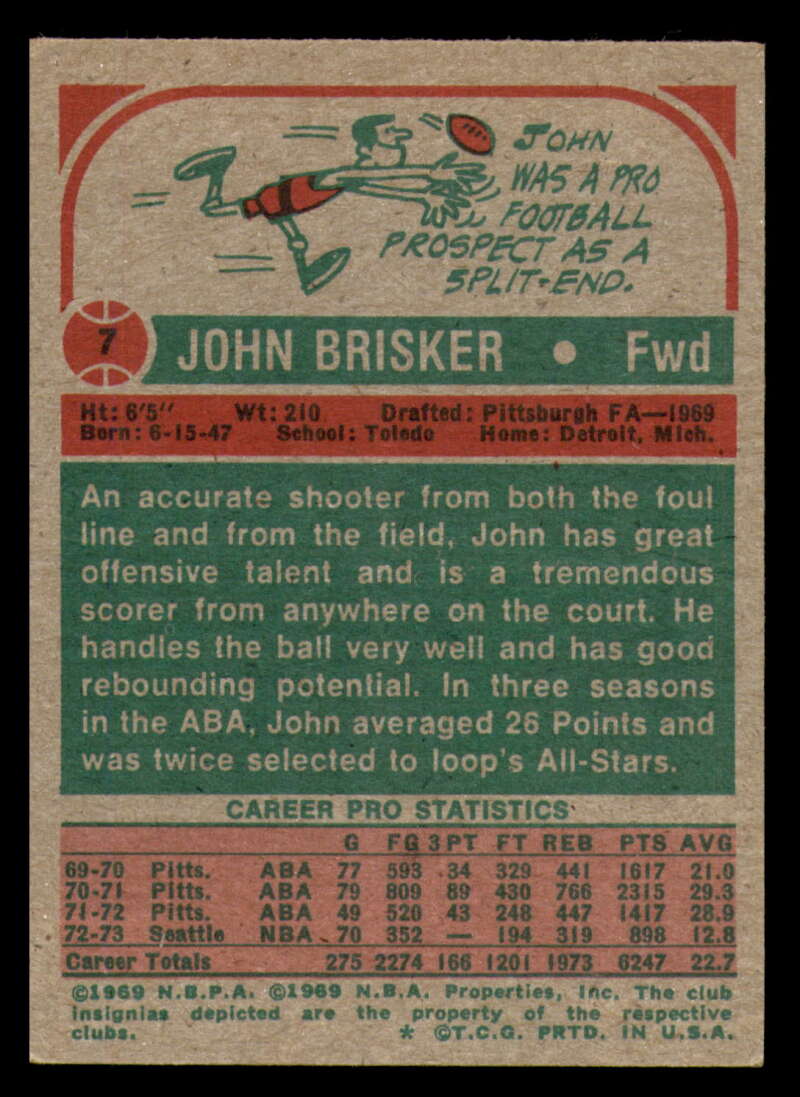 JOHN
WAS A PRO
FOOTBALL
PROSPECT AS A
SPLIT-END.
7 JOHN BRISKER • Fwd
Ht: 6'5" Wt: 210 Drafted: Pittsburgh FA—1969
Born: 6-15-47 School: Toledo Home: Detroit, Mich.
An accurate shooter from both the foul
line and from the field, John has great
offensive talent and is a tremendous
scorer from anywhere on the court. He
handles the ball very well and has good
rebounding potential. In three seasons
in the ABA, John averaged 26 Points and
was twice selected to loop's All-Stars.
CAREER PRO STATISTICS
G FG 3PT FT REB PTS AVG
69-70 Pitts. ABA 77 593 34 329 441 1617 21.0
70-71 Pitts. ABA 79 809 89 430 766 2315 29.3
71-72 Pitts. ABA 49 520 43 248 447 1417 28.9
72-73 Seattle NBA 70 352 — 194 319 898 12.8
Career Totals 275 2274 166 1201 1973 6247 22.7
©1969 N.B.P.A. ©1969 N.B.A. Properties, Inc. The club
insignias depicted are the property of the respective
clubs. * ©T.C.G. PRTD. IN U.S.A.